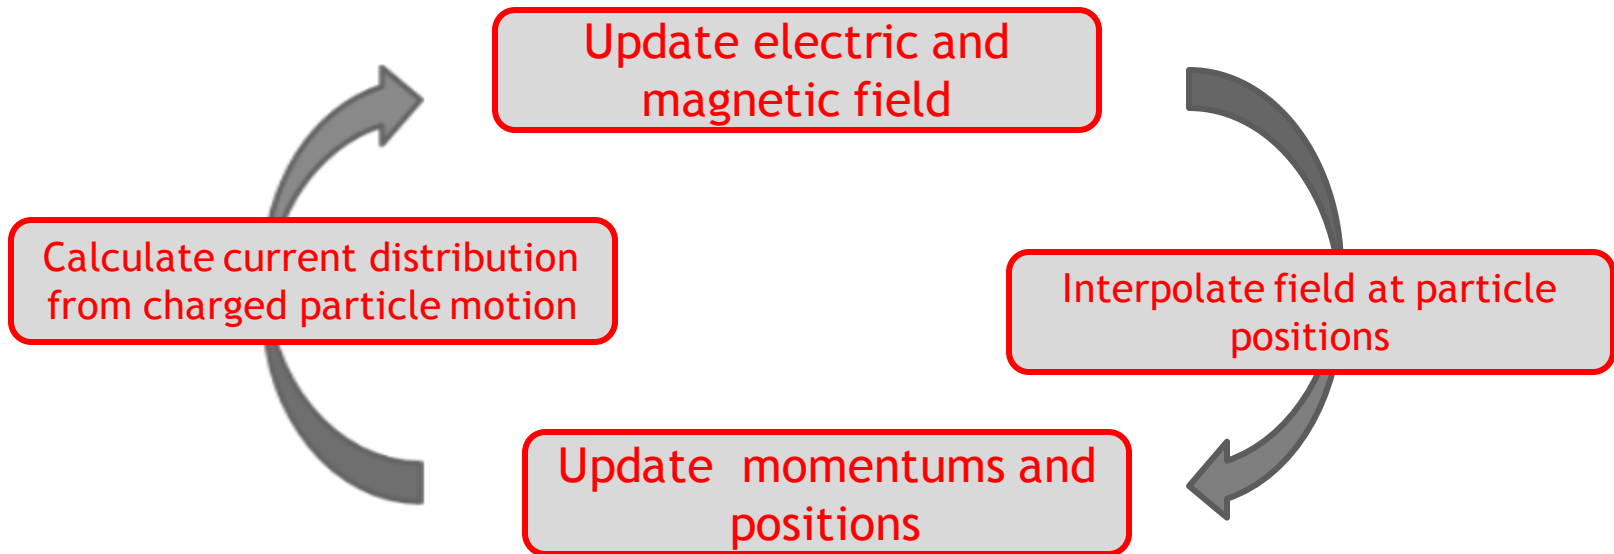 Update electric and
magnetic field
Calculate current distribution
from charged particle motion
Interpolate field at particle
positions
Update  momentums and
positions